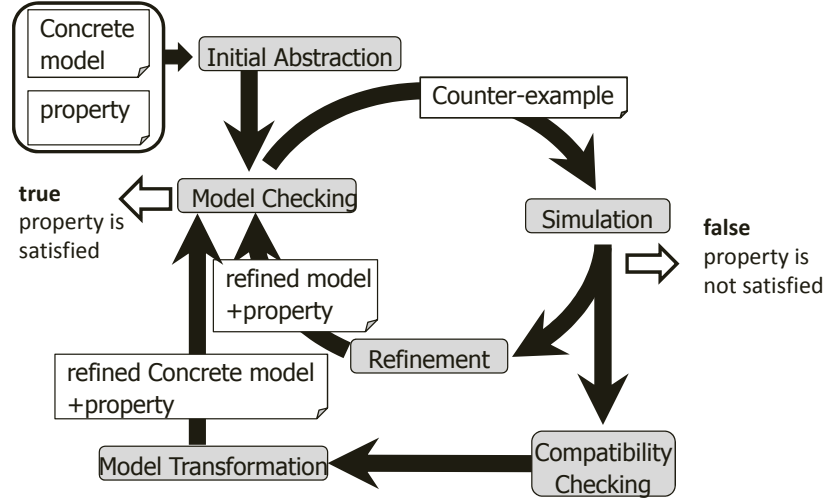 Concrete
model
property
Initial Abstraction
Counter-example
Model Checking
true
property is
satisfied
Simulation
false
property is
not satisfied
refined model
+property
Refinement
refined Concrete model
+property
Model Transformation
Compatibility
Checking